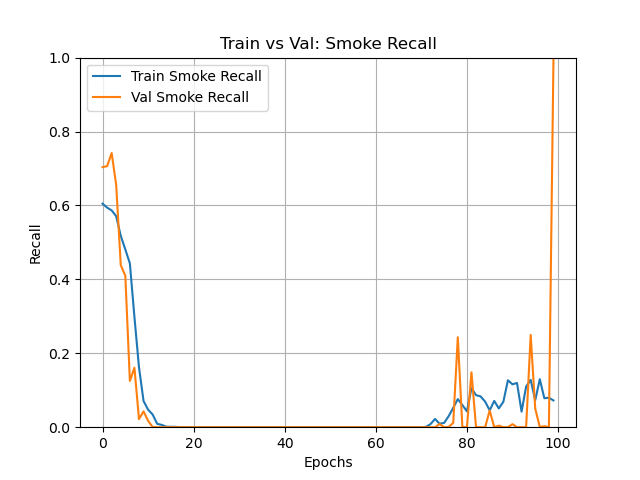 Train vs Val: Smoke Recall
1.0
Train Smoke Recall
Val Smoke Recall
0.8
0.6
Recall
0.4
0.2
0.0
0 20 40 60 80 100
Epochs